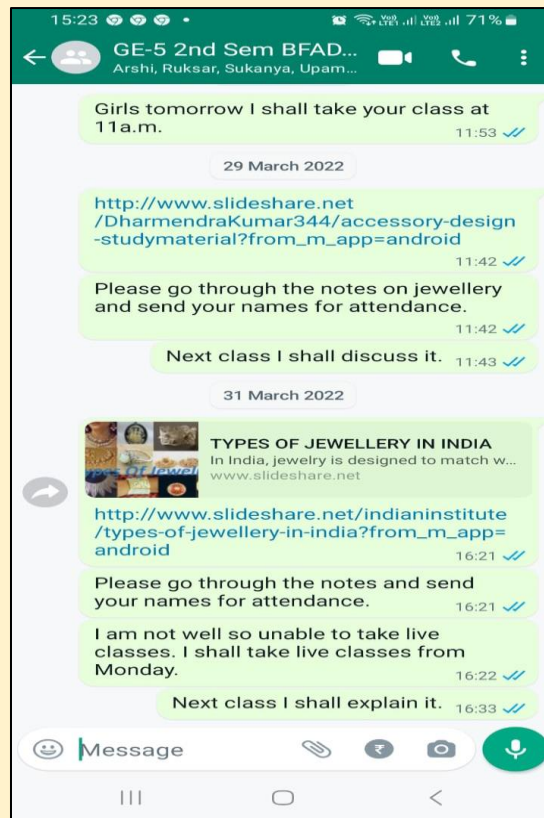 15:23
71%
GE-5 2nd Sem BFAD...
Arshi, Ruksar, Sukanya, Upam...
Girls tomorrow I shall take your class at
11a.m.
11:53
29 March 2022
http://www.slideshare.net
/DharmendraKumar344/accessory-design
-studymaterial?from_m_app=android
11:42
Please go through the notes on jewellery
and send your names for attendance.
11:42
Next class I shall discuss it. 11:43
31 March 2022
TYPES OF JEWELLERY IN INDIA
In India, jewelry is designed to match w...
www.slideshare.net
http://www.slideshare.net/indianinstitute
/types-of-jewellery-in-india?from_m_app=
android
16:21
Please go through the notes and send
your names for attendance. 16:21
I am not well so unable to take live
classes. I shall take live classes from
Monday. 16:22
Next class I shall explain it. 16:33
Message